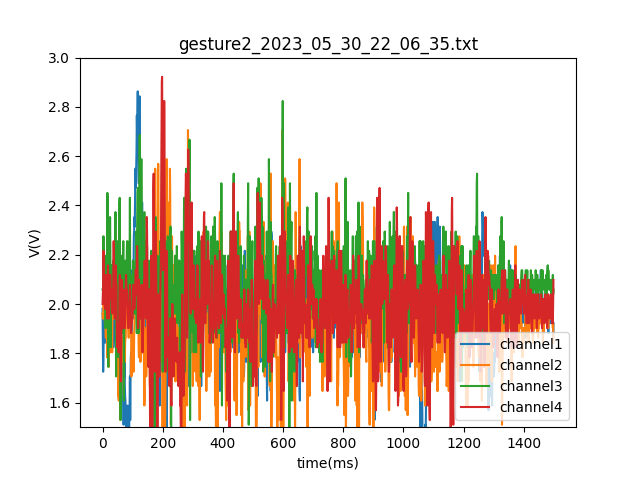 gesture2_2023_05_30_22_06_35.txt
V(V)
3.0
2.8
2.6
2.4
2.2
2.0
1.8
1.6
channel1
channel2
channel3
channel4
0 200 400 600 800 1000 1200 1400
time(ms)